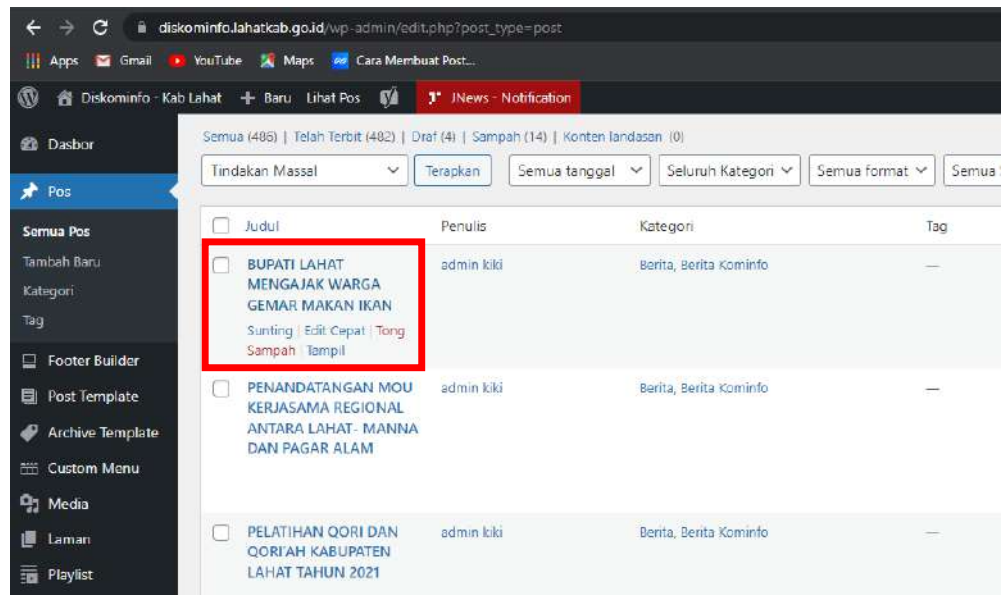 diskominfo.lahatkab.go.id/wp-admin/edit.php?post_type=post
Apps Gmail YouTube Maps Cara Membuat Post...
Diskominfo - Kab Lahat + Baru Lihat Pos JNews - Notification
Dasbor
Pos
Semua Pos
Tambah Baru
Kategori
Tag
Footer Builder
Post Template
Archive Template
Custom Menu
Media
Laman
Playlist
Semua (486) | Telah Terbit (482) | Draf (4) | Sampah (14) | Konten landasan (0)
Tindakan Massal Terapkan Semua tanggal Seluruh Kategori Semua format Semua
Judul Penulis Kategori Tag
BUPATI LAHAT admin kiki Berita, Berita Kominfo —
MENGAJAK WARGA
GEMAR MAKAN IKAN
Sunting | Edit Cepat | Tong
Sampah | Tampil
PENANDATANGAN MOU admin kiki Berita, Berita Kominfo —
KERJASAMA REGIONAL
ANTARA LAHAT- MANNA
DAN PAGAR ALAM
PELATIHAN QORI DAN admin kiki Berita, Berita Kominfo —
QORI'AH KABUPATEN
LAHAT TAHUN 2021